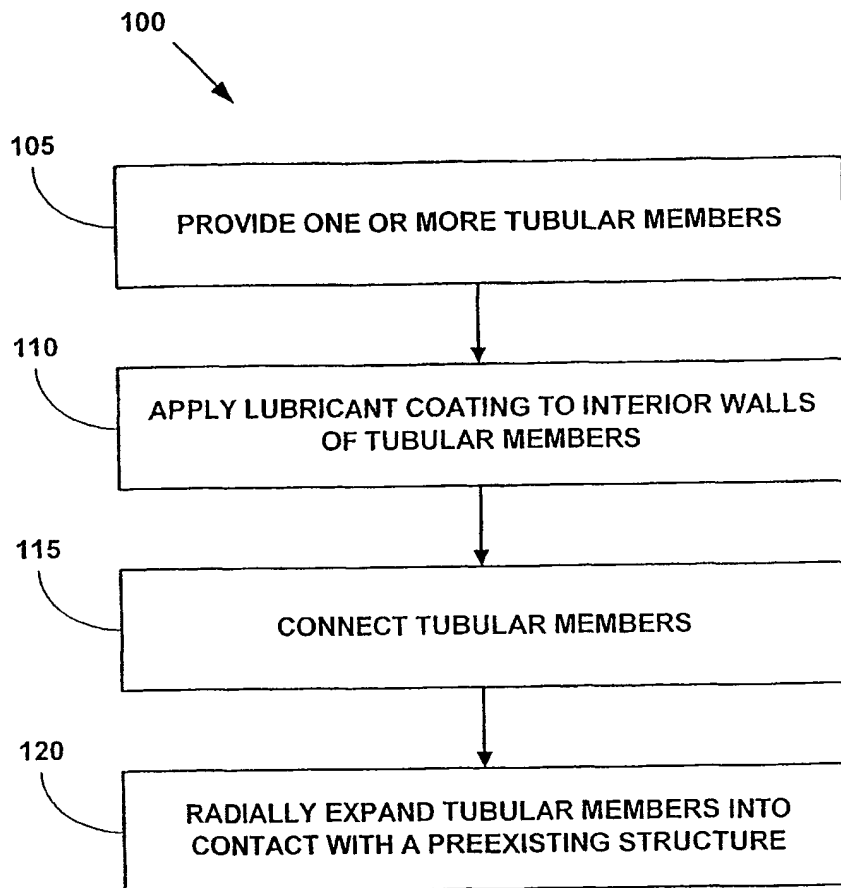 100
105
PROVIDE ONE OR MORE TUBULAR MEMBERS
110
APPLY LUBRICANT COATING TO INTERIOR WALLS
OF TUBULAR MEMBERS
115
CONNECT TUBULAR MEMBERS
120
RADIALLY EXPAND TUBULAR MEMBERS INTO
CONTACT WITH A PREEXISTING STRUCTURE